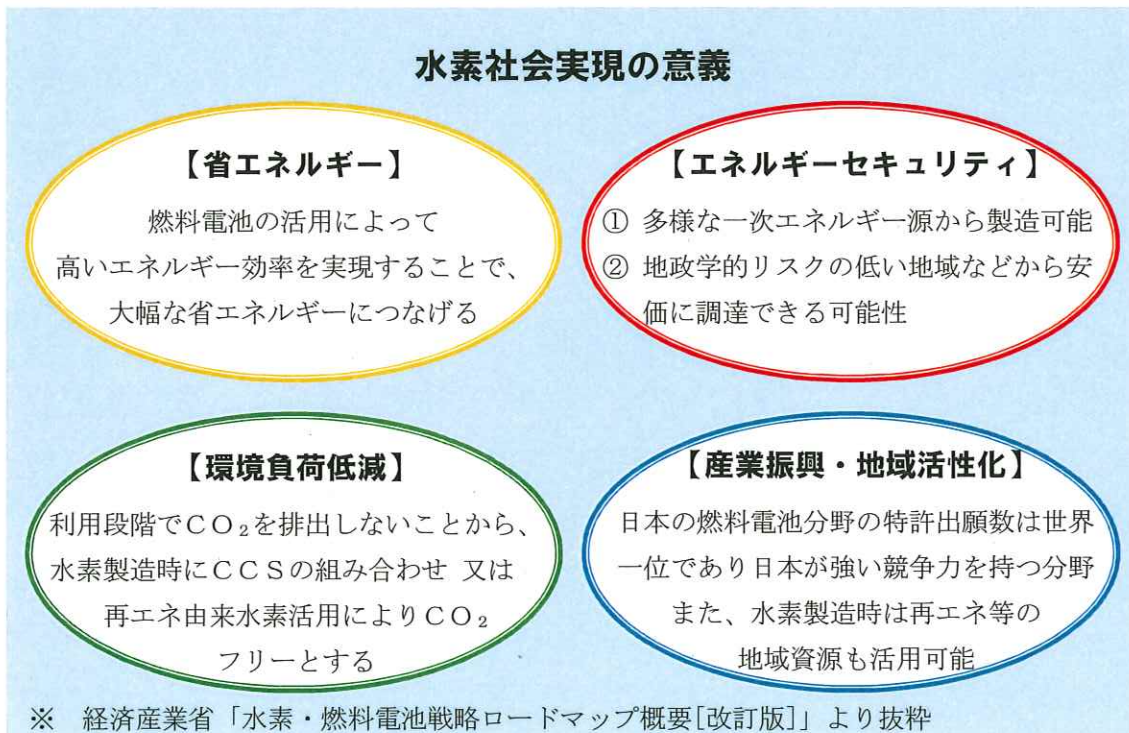 水素社会実現の意義
【省エネルギー】
燃料電池の活用によって
高いエネルギー効率を実現することで、
大幅な省エネルギーにつなげる
【エネルギーセキュリティ】
① 多様な一次エネルギー源から製造可能
② 地政学的リスクの低い地域などから安
価に調達できる可能性
【環境負荷低減】
利用段階でCO₂を排出しないことから、
水素製造時にCCSの組み合わせ 又は
再エネ由来水素活用によりCO₂
フリーとする
【産業振興・地域活性化】
日本の燃料電池分野の特許出願数は世界
一位であり日本が強い競争力を持つ分野
また、水素製造時は再エネ等の
地域資源も活用可能
※ 経済産業省「水素・燃料電池戦略ロードマップ概要[改訂版]」より抜粋